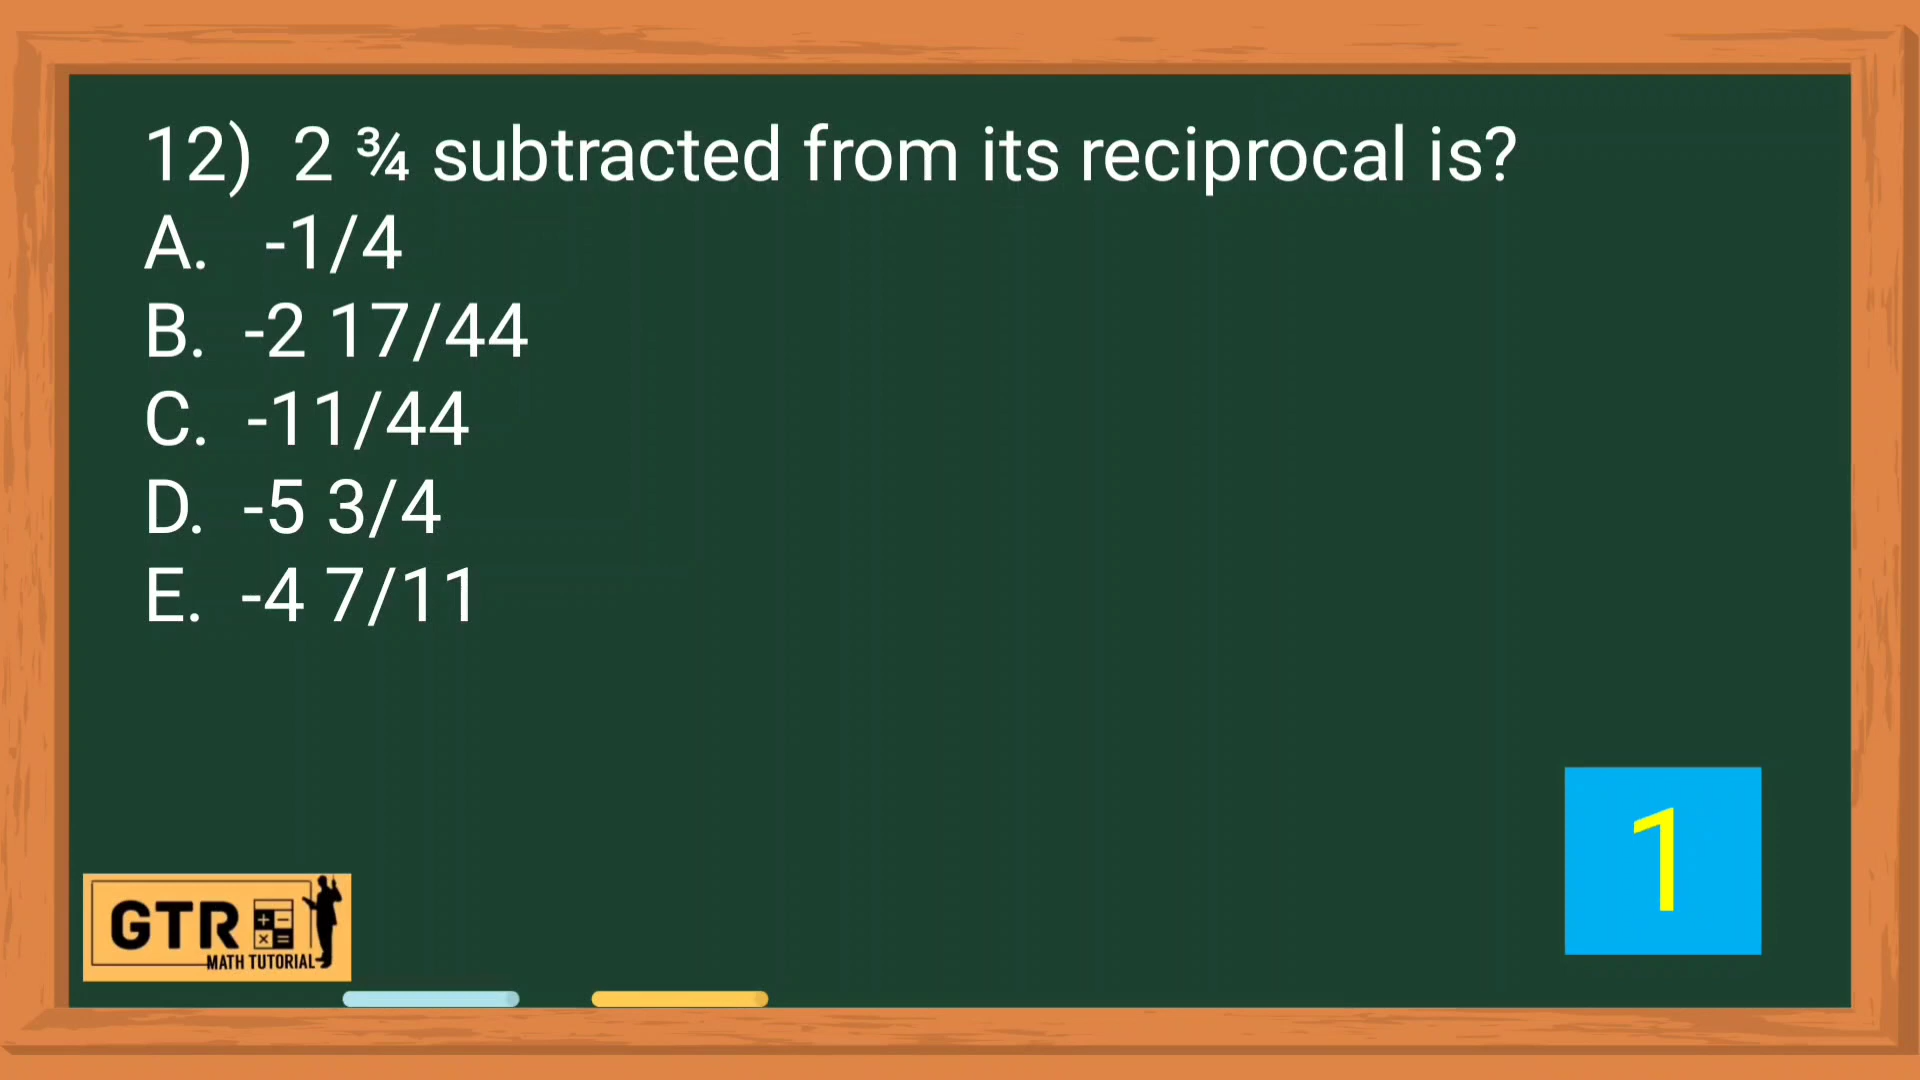 12) 2 ¾ subtracted from its reciprocal is?
A. -1/4
B. -2 17/44
C. -11/44
D. -5 3/4
E. -4 7/11
1
GTR
+ -
× =
MATH TUTORIAL